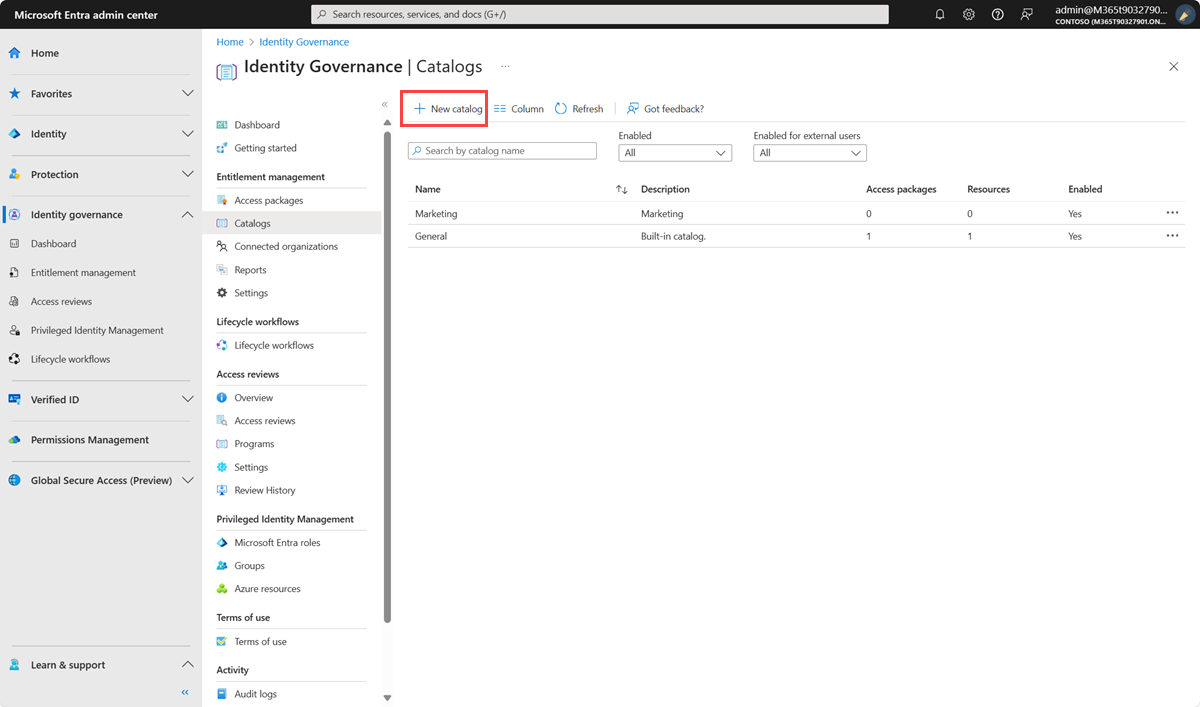 Microsoft Entra admin center
Search resources, services, and docs (G+/)
admin@M365t9032790...
CONTOSO (M365T90327901.ON...
Home
Favorites
Identity
Protection
Identity governance
Dashboard
Entitlement management
Access reviews
Privileged Identity Management
Lifecycle workflows
Verified ID
Permissions Management
Global Secure Access (Preview)
Learn & support
Home > Identity Governance
Identity Governance | Catalogs ...
Dashboard
Getting started
Entitlement management
Access packages
Catalogs
Connected organizations
Reports
Settings
Lifecycle workflows
Lifecycle workflows
Access reviews
Overview
Access reviews
Programs
Settings
Review History
Privileged Identity Management
Microsoft Entra roles
Groups
Azure resources
Terms of use
Terms of use
Activity
Audit logs
New catalog Column Refresh Got feedback?
Enabled Enabled for external users
Search by catalog name All All
Name Description Access packages Resources Enabled
Marketing Marketing 0 0 Yes
General Built-in catalog. 1 1 Yes